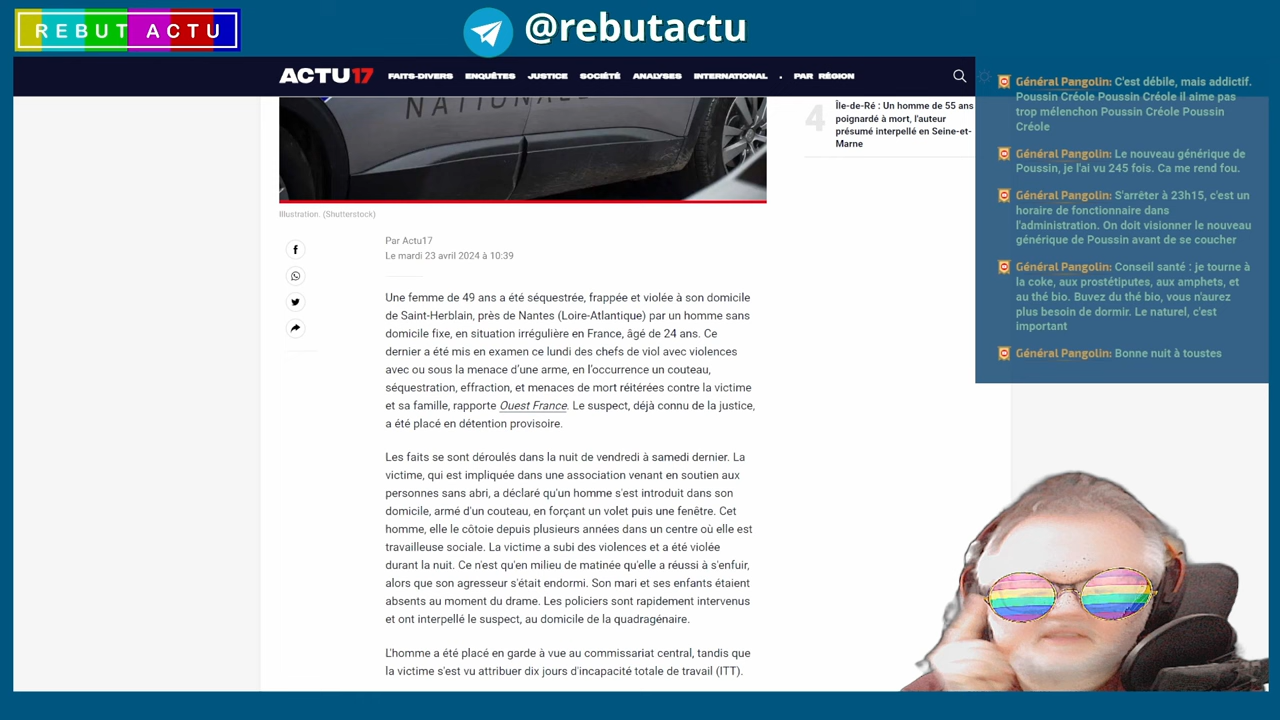 REBUT ACTU
@rebutactu
ACTU17 FAITS-DIVERS ENQUÊTES JUSTICE SOCIÉTÉ ANALYSES INTERNATIONAL . PAR RÉGION
NATIONALE
4
Île-de-Ré : Un homme de 55 ans
poignardé à mort, l'auteur
présumé interpellé en Seine-et-
Marne
Illustration. (Shutterstock)
Par Actu17
Le mardi 23 avril 2024 à 10:39
Une femme de 49 ans a été séquestrée, frappée et violée à son domicile
de Saint-Herblain, près de Nantes (Loire-Atlantique) par un homme sans
domicile fixe, en situation irrégulière en France, âgé de 24 ans. Ce
dernier a été mis en examen ce lundi des chefs de viol avec violences
avec ou sous la menace d'une arme, en l'occurrence un couteau,
séquestration, effraction, et menaces de mort réitérées contre la victime
et sa famille, rapporte Ouest France. Le suspect, déjà connu de la justice,
a été placé en détention provisoire.
Les faits se sont déroulés dans la nuit de vendredi à samedi dernier. La
victime, qui est impliquée dans une association venant en soutien aux
personnes sans abri, a déclaré qu'un homme s'est introduit dans son
domicile, armé d'un couteau, en forçant un volet puis une fenêtre. Cet
homme, elle le côtoie depuis plusieurs années dans un centre où elle est
travailleuse sociale. La victime a subi des violences et a été violée
durant la nuit. Ce n'est qu'en milieu de matinée qu'elle a réussi à s'enfuir,
alors que son agresseur s'était endormi. Son mari et ses enfants étaient
absents au moment du drame. Les policiers sont rapidement intervenus
et ont interpellé le suspect, au domicile de la quadragénaire.
L'homme a été placé en garde à vue au commissariat central, tandis que
la victime s'est vu attribuer dix jours d'incapacité totale de travail (ITT).
Général Pangolin: C'est débile, mais addictif.
Poussin Créole Poussin Créole il aime pas
trop mélenchon Poussin Créole Poussin
Créole
Général Pangolin: Le nouveau générique de
Poussin, je l'ai vu 245 fois. Ca me rend fou.
Général Pangolin: S'arrêter à 23h15, c'est un
horaire de fonctionnaire dans
l'administration. On doit visionner le nouveau
générique de Poussin avant de se coucher
Général Pangolin: Conseil santé : je tourne à
la coke, aux prostétiputes, aux amphets, et
au thé bio. Buvez du thé bio, vous n'aurez
plus besoin de dormir. Le naturel, c'est
important
Général Pangolin: Bonne nuit à toustes